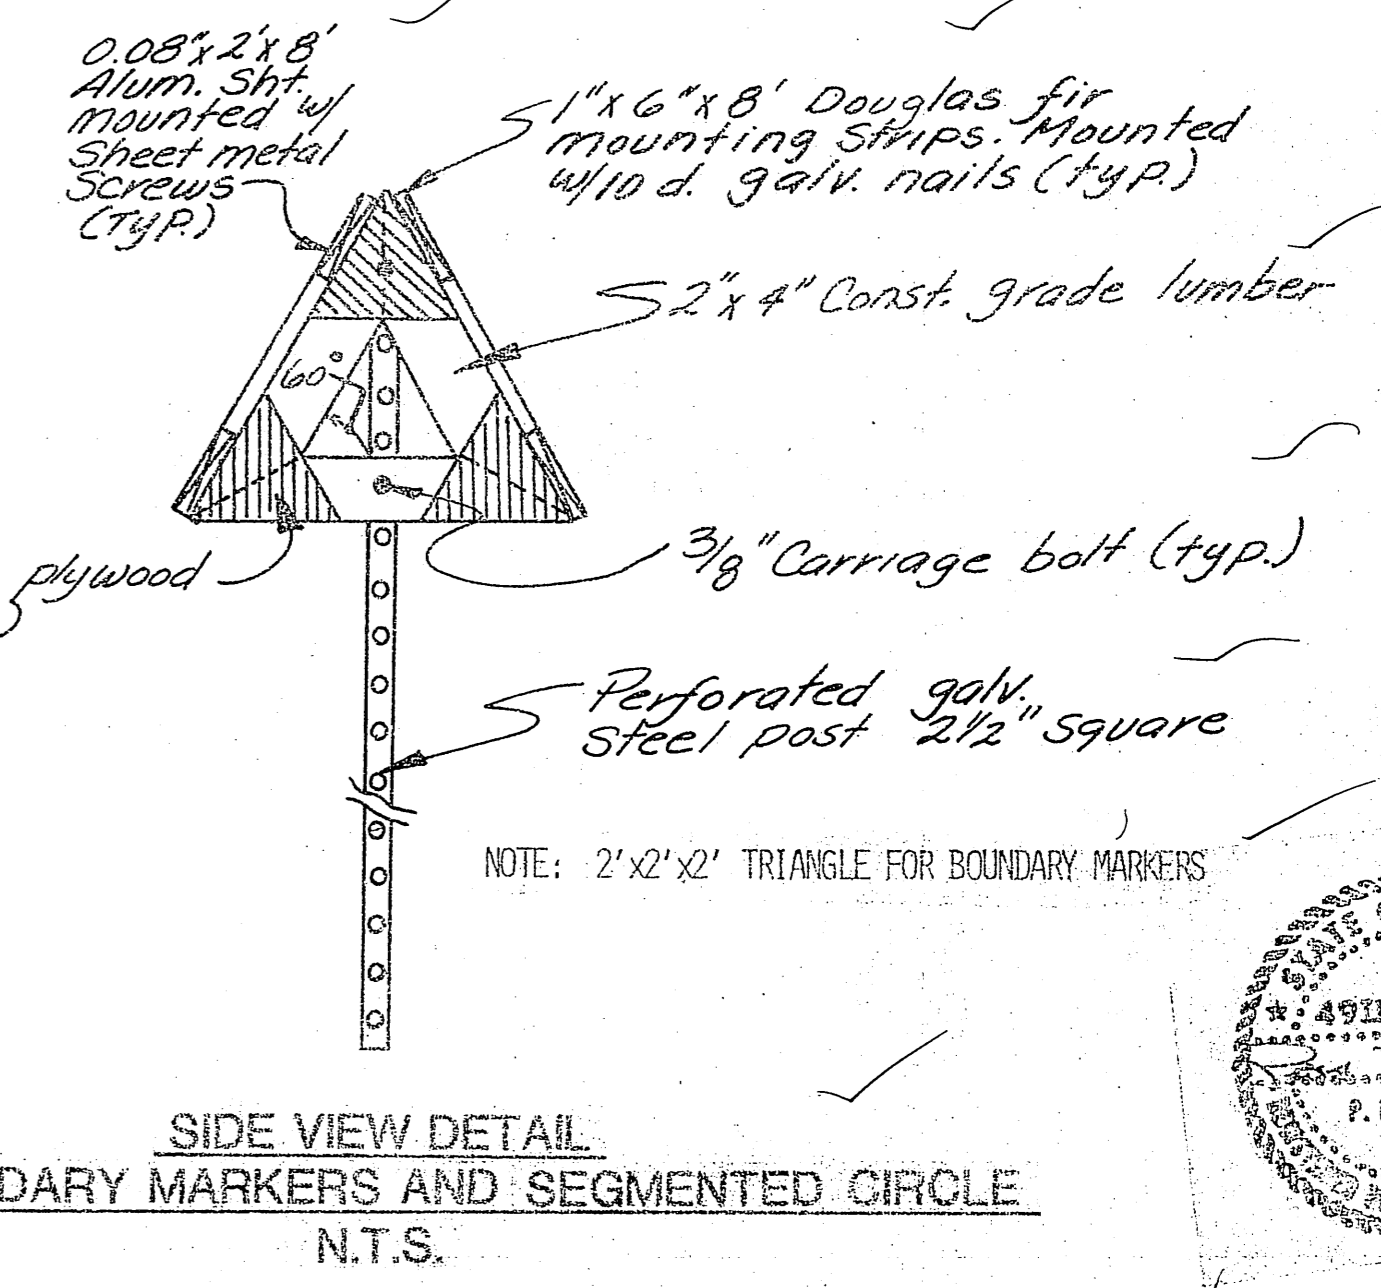 0.08"x2'x8'
Alum. Sht.
mounted w/
Sheet metal
Screws
(Typ.)
1"x6"x8' Douglas fir
mounting strips. Mounted
w/10 d. galv. nails (typ.)
2"x4" Const. grade lumber
60°
plywood
3/8" Carriage bolt (typ.)
Perforated galv.
Steel post 2½" square
NOTE: 2'x2'x2' TRIANGLE FOR BOUNDARY MARKERS
SIDE VIEW DETAIL
DARY MARKERS AND SEGMENTED CIRCLE
N.T.S.